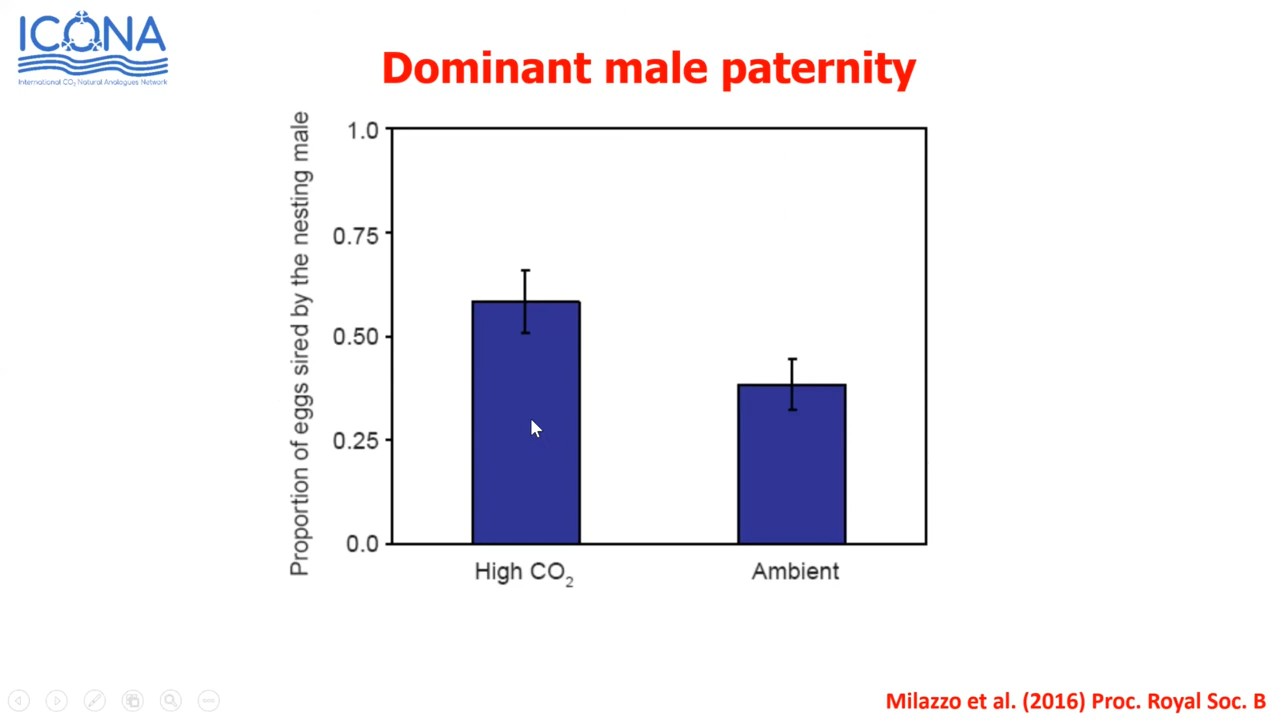 ICONA
International CO₂ Natural Analogues Network
Dominant male paternity
Proportion of eggs sired by the nesting male
1.0
0.75
0.50
0.25
0.0
High CO₂
Ambient
Milazzo et al. (2016) Proc. Royal Soc. B